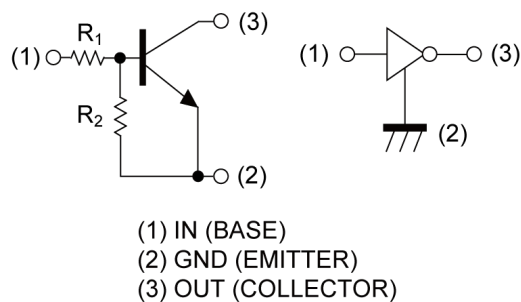 R1
(3)
(1)
R2
(2)
(1)
(3)
(2)
(1) IN (BASE)
(2) GND (EMITTER)
(3) OUT (COLLECTOR)